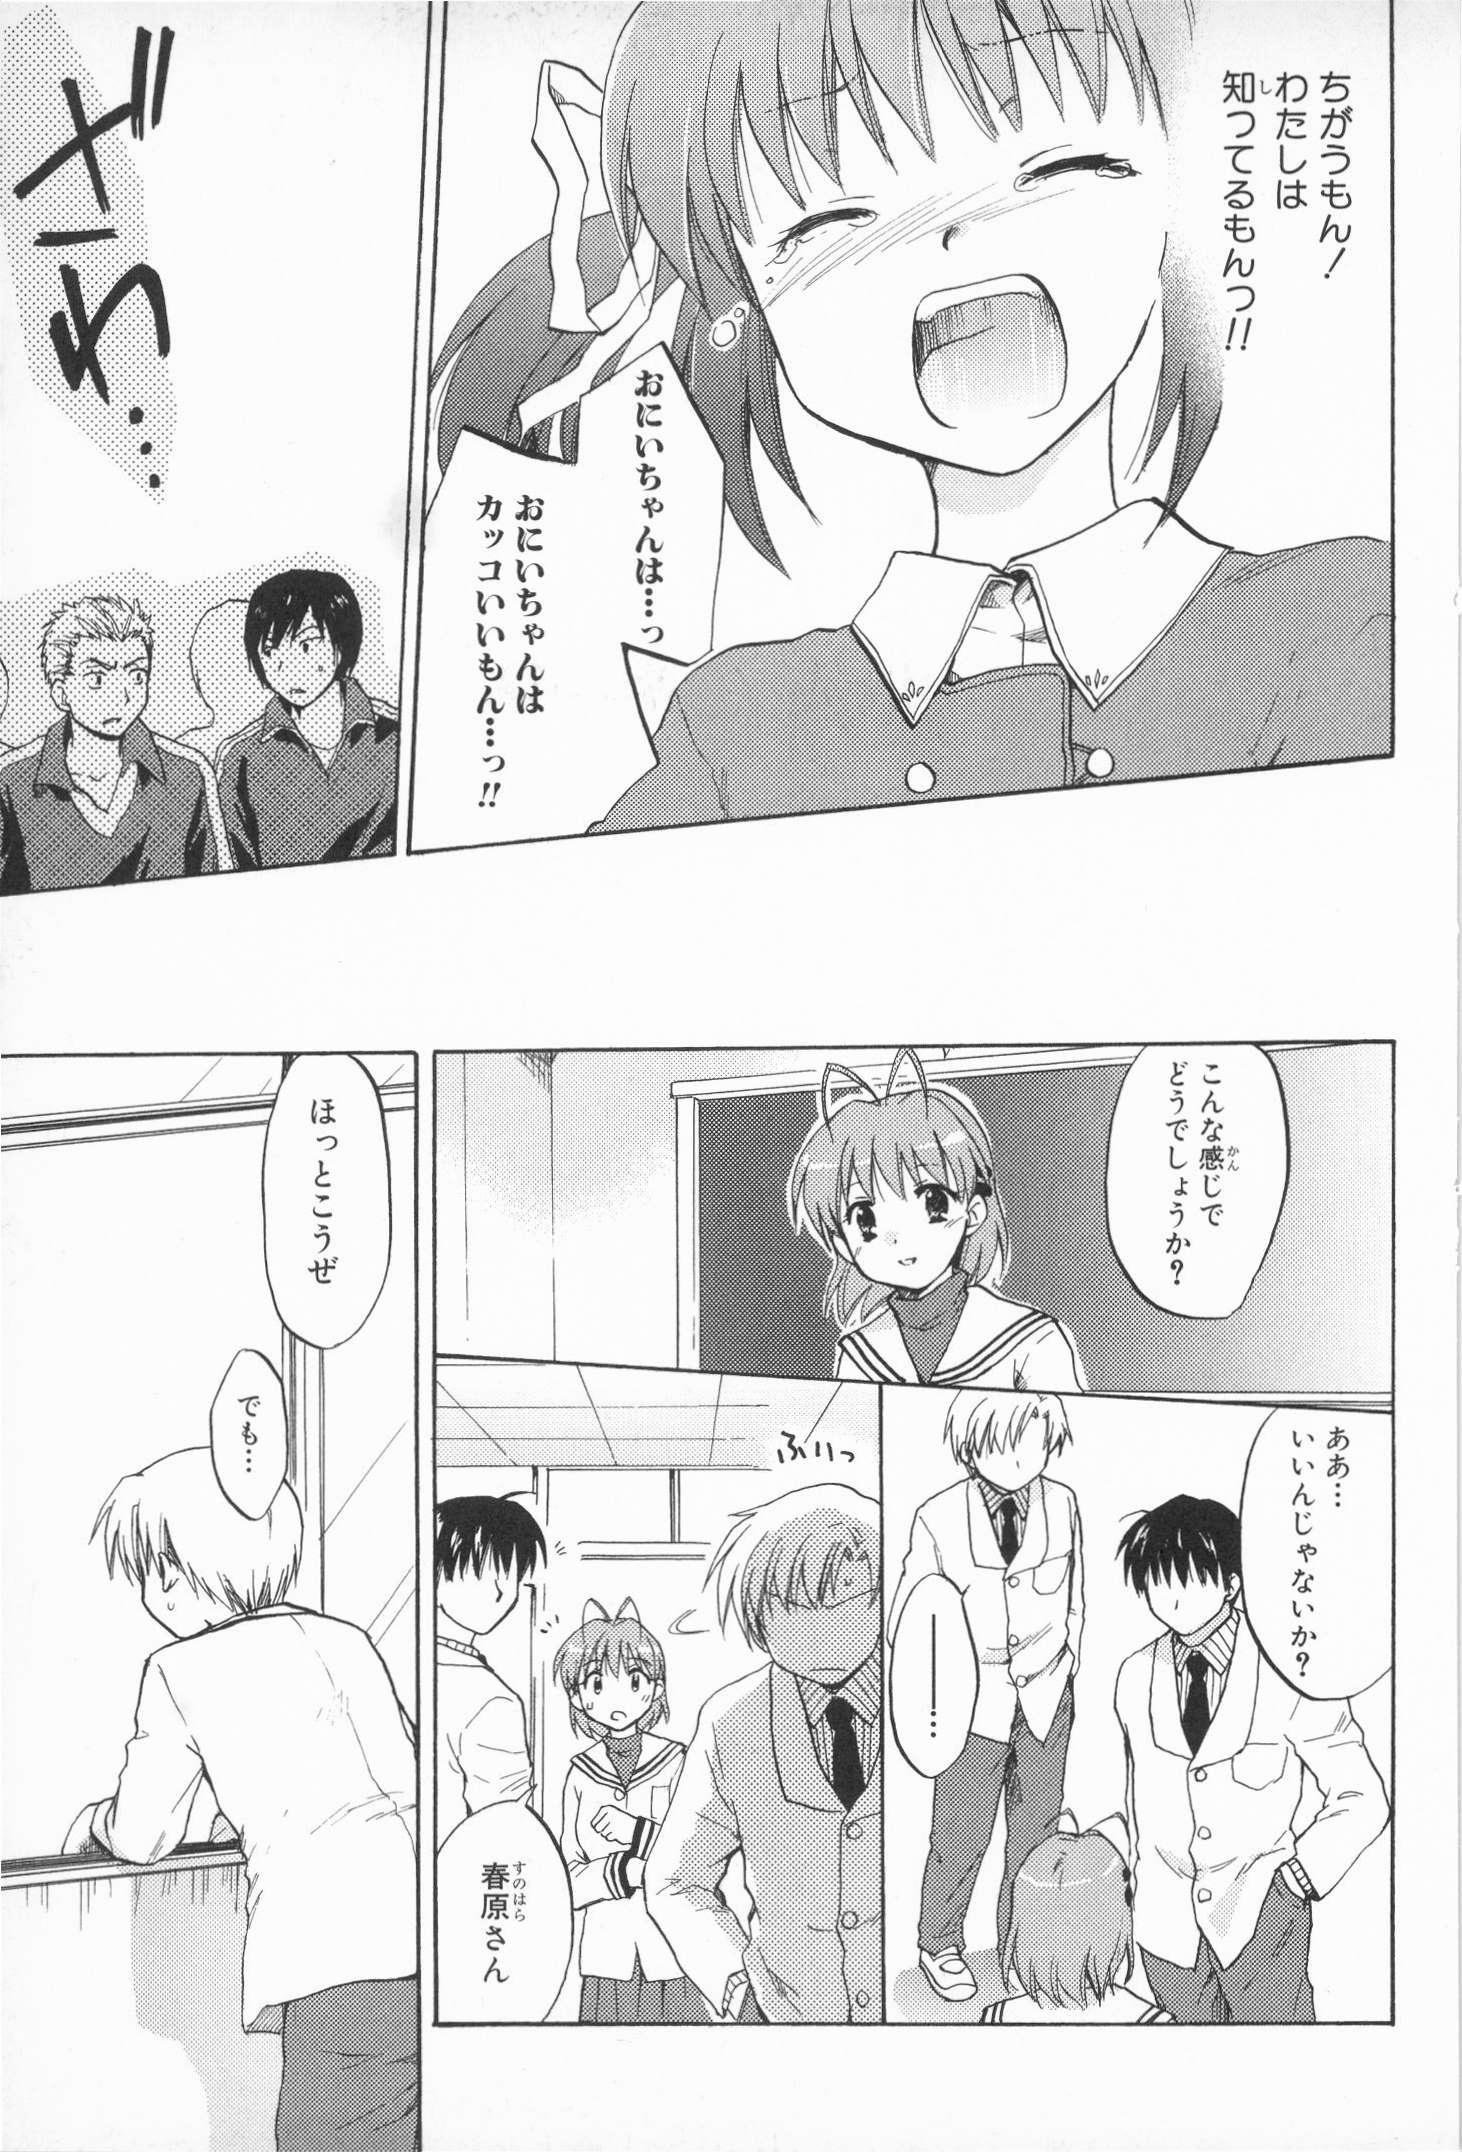 ちがうもん！
わたしは
知ってるもんっ!!
おにいちゃんは…っ
おにいちゃんは
カッコいいもん…っ!!
ざわ…
こんな感じで
どうでしょうか？
ああ…
いいんじゃないか？
――…
ふいっ
春原さん
ほっとこうぜ
でも…